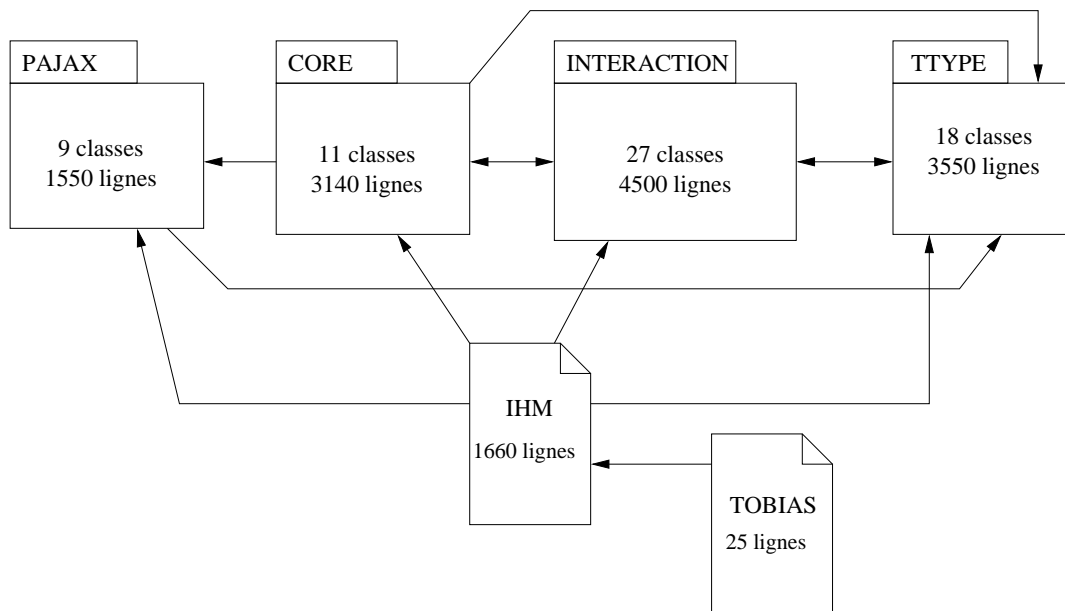 PAJAX
CORE
INTERACTION
TTYPE
9 classes
1550 lignes
11 classes
3140 lignes
27 classes
4500 lignes
18 classes
3550 lignes
IHM
1660 lignes
TOBIAS
25 lignes